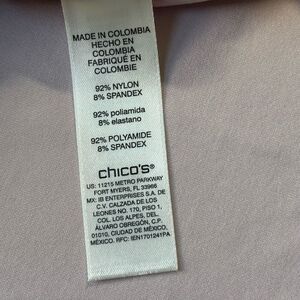 MADE IN COLOMBIA
HECHO EN
COLOMBIA
FABRIQUÉ EN
COLOMBIE
92% NYLON
8% SPANDEX
92% poliamida
8% elastano
92% POLYAMIDE
8% SPANDEX
chico's®
US: 11215 METRO PARKWAY
FORT MYERS, FL 33966
MX: IB ENTERPRISES S.A. DE
C.V. CALZADA DE LOS
LEONES NO. 170, PISO 1,
COL. LOS ALPES, DEL.
ÁLVARO OBREGÓN, C.P.
01010, CIUDAD DE MÉXICO,
MÉXICO. RFC: IEN1701241PA